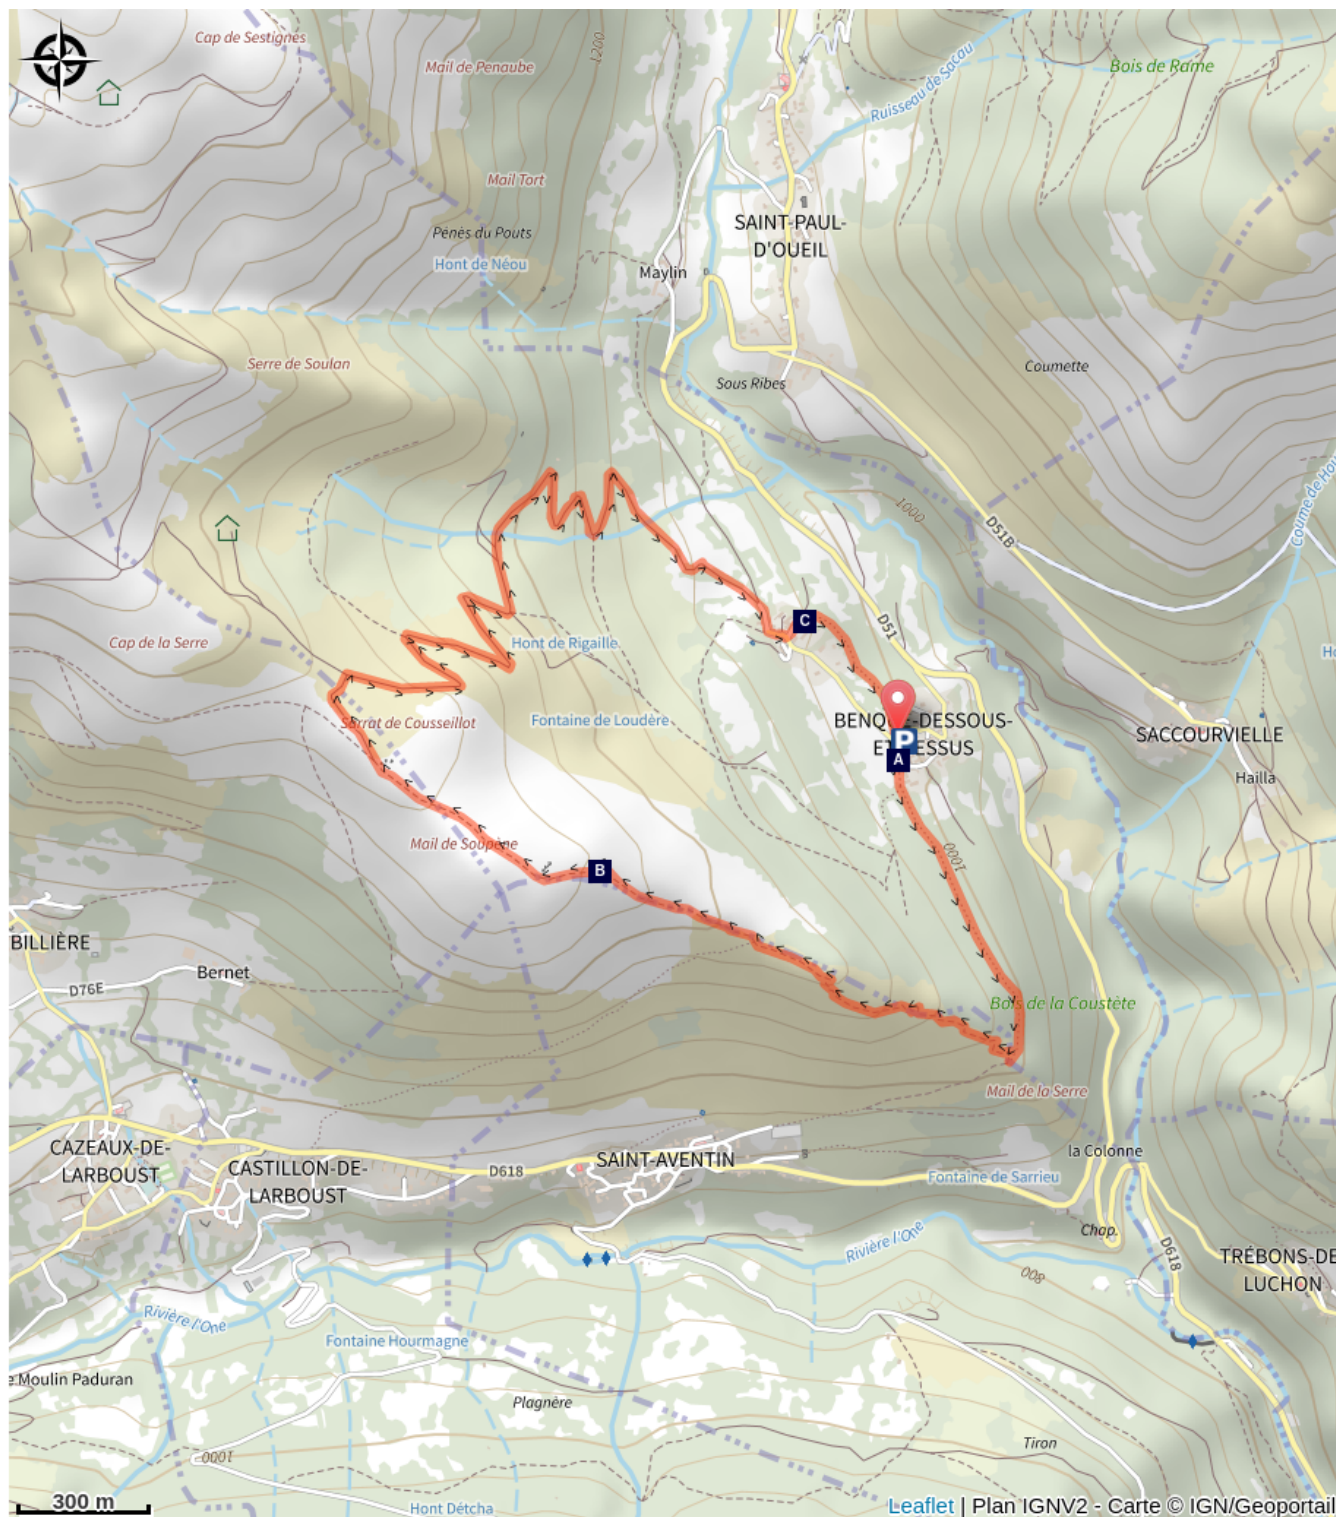 Cap de Sestignes
1200
Mail de Penaube
Bois de Rame
Ruisseau de Sacau
Mail Tort
SAINT-PAUL-
D'OUEIL
Pènes du Pouts
Hont de Néou
Maylin
Serre de Soulan
Coumette
Sous Ribes
1000
D51B
D51
C
Cap de la Serre
Hont de Rigaille
Serrat de Cousseillot
Fontaine de Loudère
BENQUE-DESSOUS-
ET-DESSUS
P
A
SACCOURVIELLE
Hailla
Mail de Soupène
1000
B
BILLIÈRE
Bernet
D76E
Bois de la Coustète
Mail de la Serre
CAZEAUX-DE-
LARBOUST
CASTILLON-DE-
LARBOUST
D618
SAINT-AVENTIN
la Colonne
Fontaine de Sarrieu
Chap.
Rivière l'One
D618
TRÉBONS-DE
LUCHON
800
Rivière l'One
Fontaine Hourmagne
e Moulin Paduran
Plagnère
Tiron
1000
300 m
Hont Détcha
Leaflet | Plan IGNV2 - Carte © IGN/Geoportail